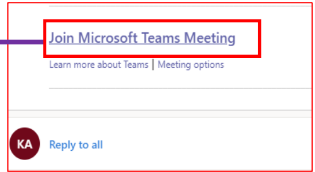 Join Microsoft Teams Meeting
Learn more about Teams | Meeting options
KA Reply to all